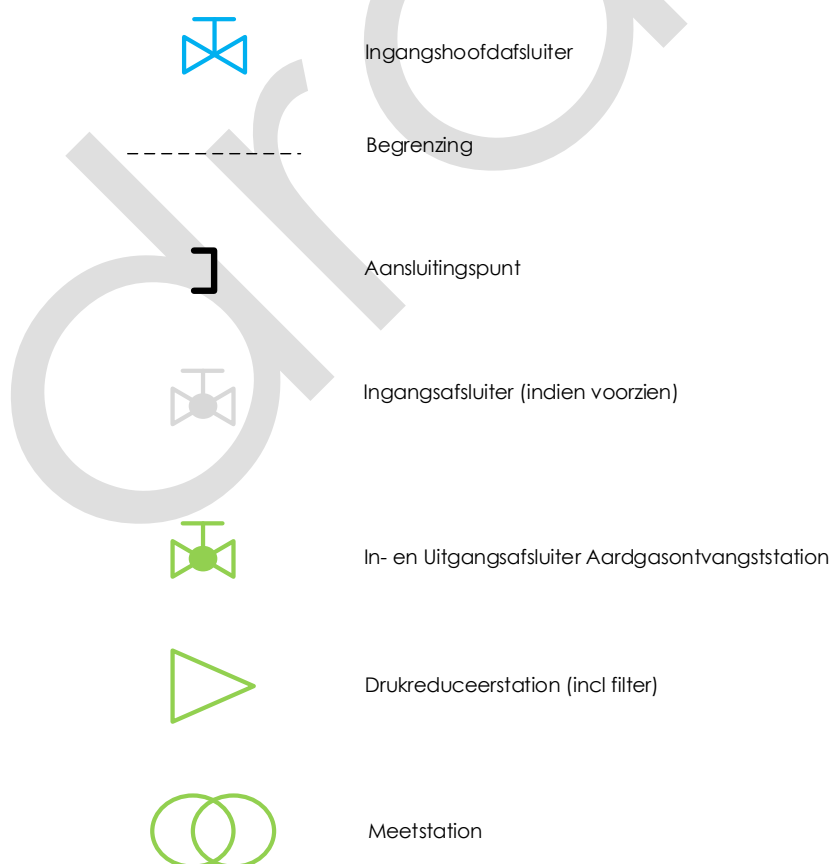 Ingangshoofdafsluiter
Begrenzing
Aansluitingspunt
Ingangsafsluiter (indien voorzien)
In- en Uitgangsafsluiter Aardgasontvangststation
Drukreduceerstation (incl filter)
Meetstation